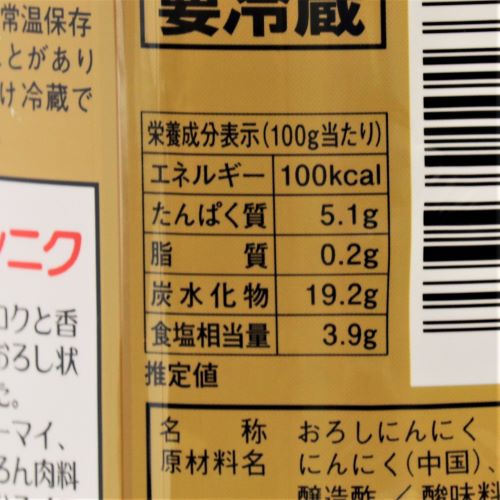 常温保存
とがあり
け冷蔵で
要冷蔵
栄養成分表示(100g当たり)
エネルギー 100kcal
たんぱく質 5.1g
脂質 0.2g
炭水化物 19.2g
食塩相当量 3.9g
推定値
ンニク
コクと香
おろし状
た。
ーマイ、
ろん肉料
名称 おろしにんにく
原材料名 にんにく(中国)、
醸造酢／酸味料